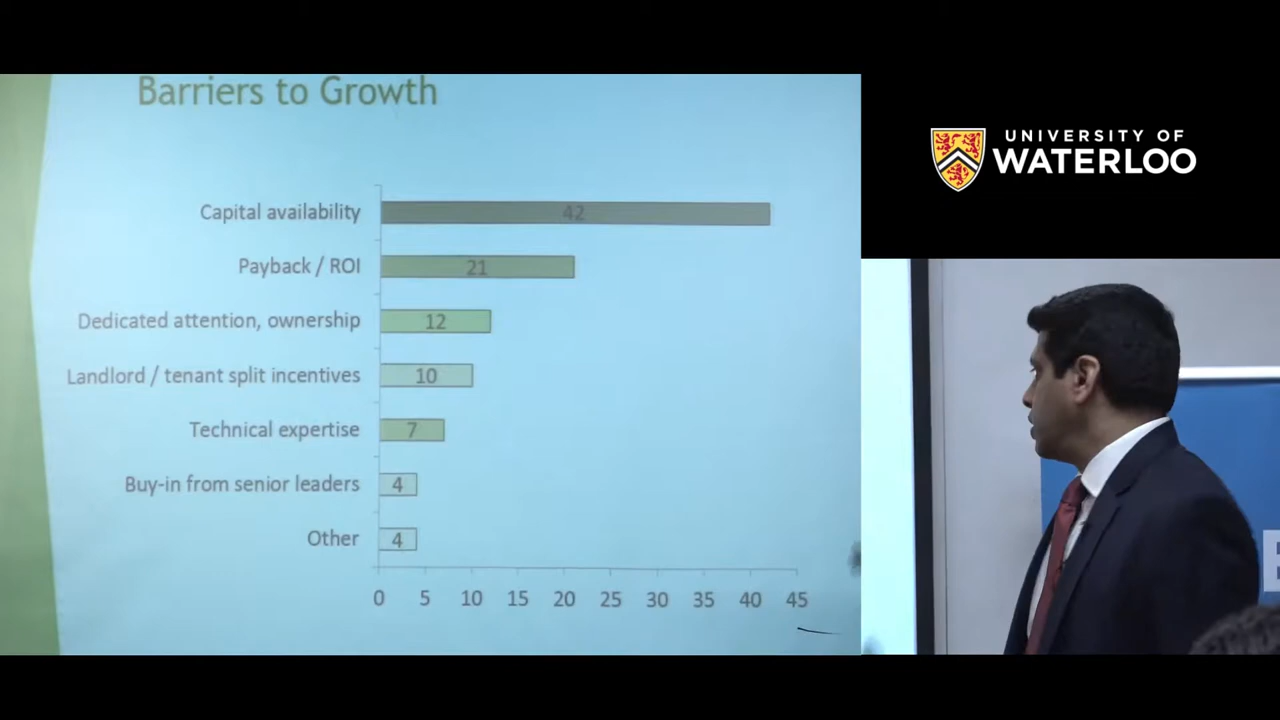 Barriers to Growth
Capital availability 42
Payback / ROI 21
Dedicated attention, ownership 12
Landlord / tenant split incentives 10
Technical expertise 7
Buy-in from senior leaders 4
Other 4
0 5 10 15 20 25 30 35 40 45
UNIVERSITY OF
WATERLOO